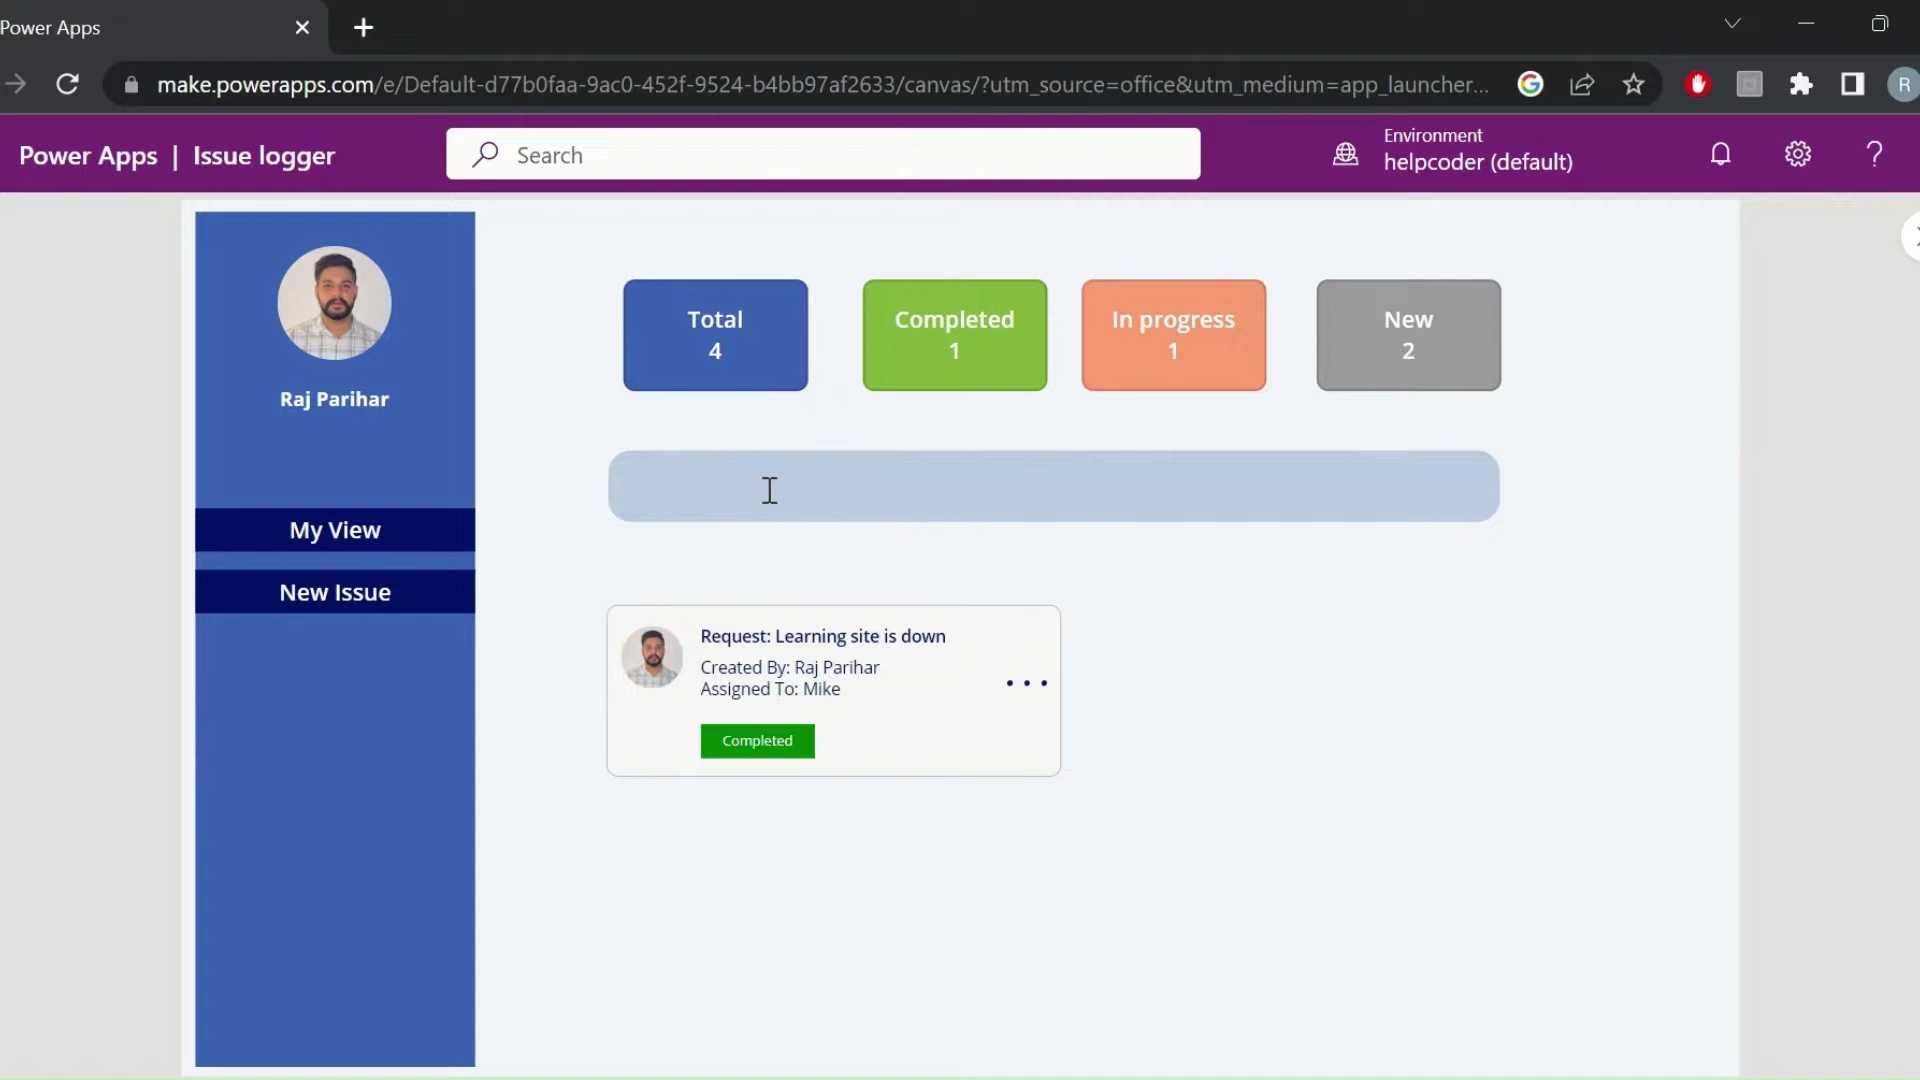 Power Apps
make.powerapps.com/e/Default-d77b0faa-9ac0-452f-9524-b4bb97af2633/canvas/?utm_source=office&utm_medium=app_launcher...
R
Power Apps | Issue logger
Search
Environment
helpcoder (default)
Raj Parihar
My View
New Issue
Total
4
Completed
1
In progress
1
New
2
Request: Learning site is down
Created By: Raj Parihar
Assigned To: Mike
Completed